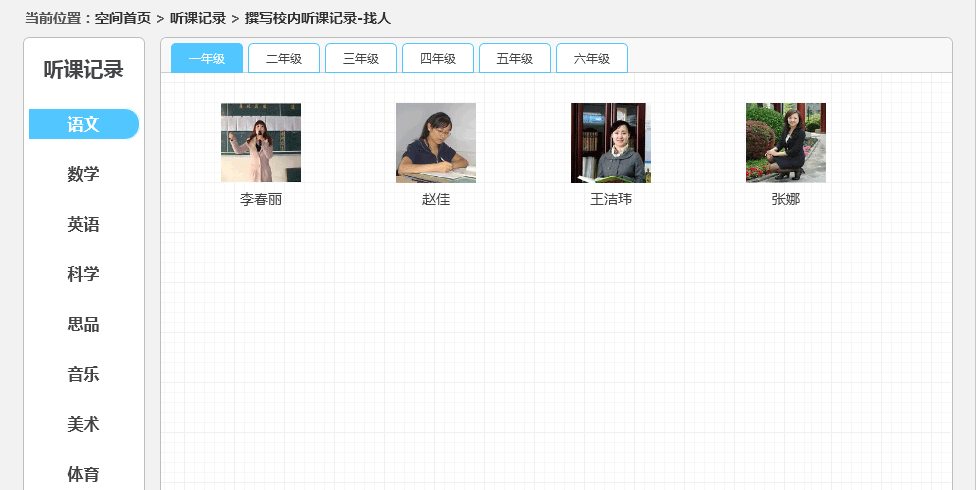 当前位置：空间首页 > 听课记录 > 撰写校内听课记录-找人
听课记录
语文
数学
英语
科学
思品
音乐
美术
体育
一年级 二年级 三年级 四年级 五年级 六年级
李春丽 赵佳 王洁玮 张娜